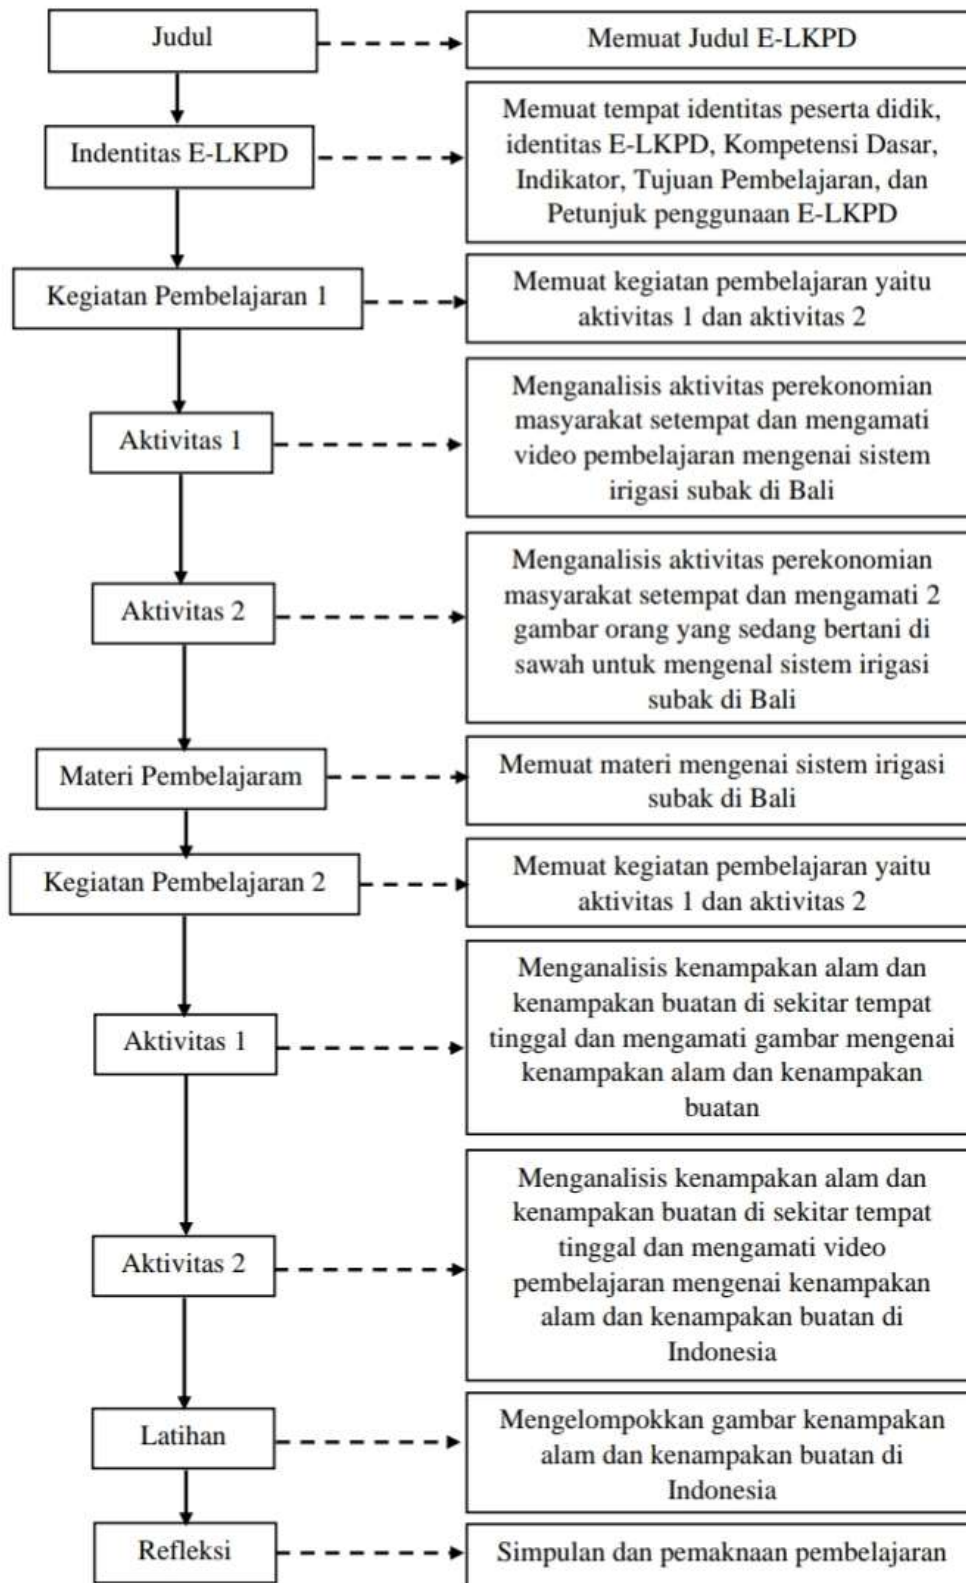 Judul
Memuat Judul E-LKPD
Indentitas E-LKPD
Memuat tempat identitas peserta didik,
identitas E-LKPD, Kompetensi Dasar,
Indikator, Tujuan Pembelajaran, dan
Petunjuk penggunaan E-LKPD
Kegiatan Pembelajaran 1
Memuat kegiatan pembelajaran yaitu
aktivitas 1 dan aktivitas 2
Aktivitas 1
Menganalisis aktivitas perekonomian
masyarakat setempat dan mengamati
video pembelajaran mengenai sistem
irigasi subak di Bali
Aktivitas 2
Menganalisis aktivitas perekonomian
masyarakat setempat dan mengamati 2
gambar orang yang sedang bertani di
sawah untuk mengenal sistem irigasi
subak di Bali
Materi Pembelajaram
Memuat materi mengenai sistem irigasi
subak di Bali
Kegiatan Pembelajaran 2
Memuat kegiatan pembelajaran yaitu
aktivitas 1 dan aktivitas 2
Aktivitas 1
Menganalisis kenampakan alam dan
kenampakan buatan di sekitar tempat
tinggal dan mengamati gambar mengenai
kenampakan alam dan kenampakan
buatan
Aktivitas 2
Menganalisis kenampakan alam dan
kenampakan buatan di sekitar tempat
tinggal dan mengamati video
pembelajaran mengenai kenampakan
alam dan kenampakan buatan di
Indonesia
Latihan
Mengelompokkan gambar kenampakan
alam dan kenampakan buatan di
Indonesia
Refleksi
Simpulan dan pemaknaan pembelajaran